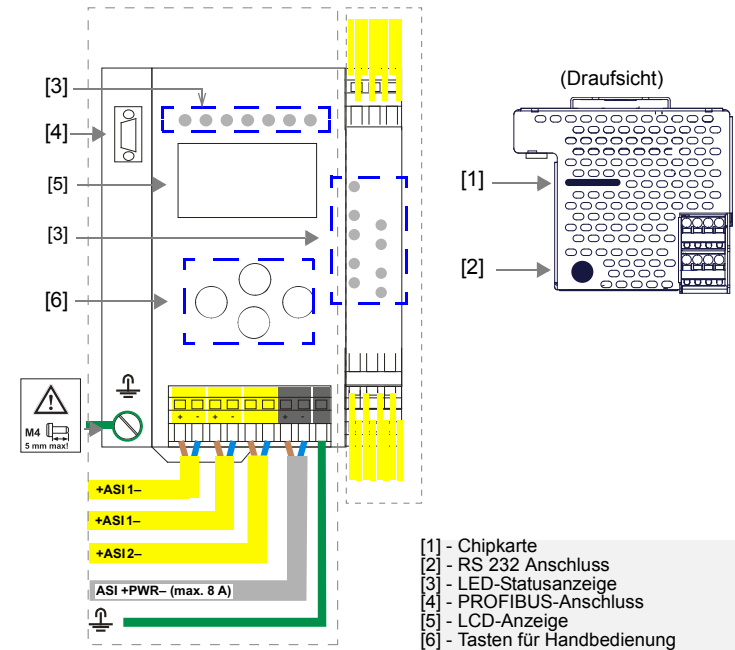 (Draufsicht)
[3]
[4]
[1]
[5]
[3]
[2]
[6]
M4
5 mm max!
+ - + - + -
+ASI 1–
+ASI 1–
+ASI 2–
ASI +PWR– (max. 8 A)
[1] - Chipkarte
[2] - RS 232 Anschluss
[3] - LED-Statusanzeige
[4] - PROFIBUS-Anschluss
[5] - LCD-Anzeige
[6] - Tasten für Handbedienung